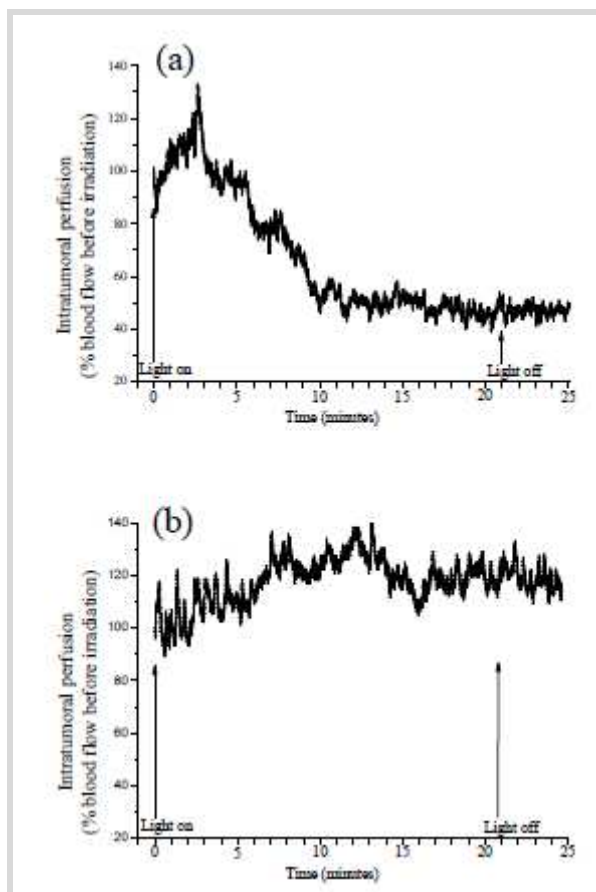 (a)
Intratumoral perfusion
(% blood flow before irradiation)
140
120
100
80
60
40
20
Light on
Light off
0
5
10
15
20
25
Time (minutes)
(b)
Intratumoral perfusion
(% blood flow before irradiation)
140
120
100
80
60
40
20
Light on
Light off
0
5
10
15
20
25
Time (minutes)